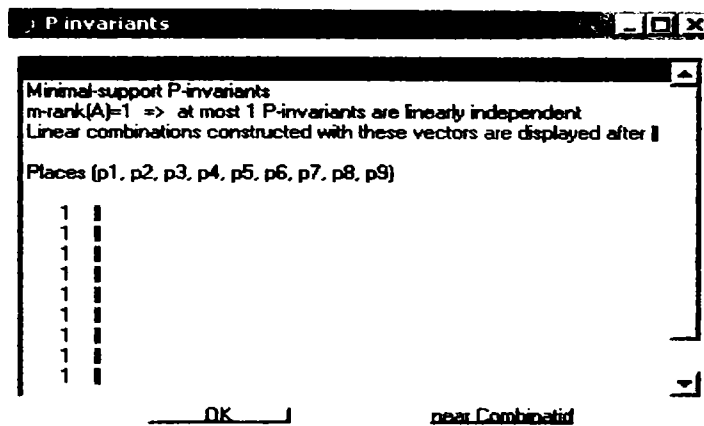 P invariants
Minimal-support P-invariants
m-rank(A)=1 => at most 1 P-invariants are linearly independent
Linear combinations constructed with these vectors are displayed after ‖
Places (p1, p2, p3, p4, p5, p6, p7, p8, p9)
1 ‖
1 ‖
1 ‖
1 ‖
1 ‖
1 ‖
1 ‖
1 ‖
1 ‖
OK near Combinatid